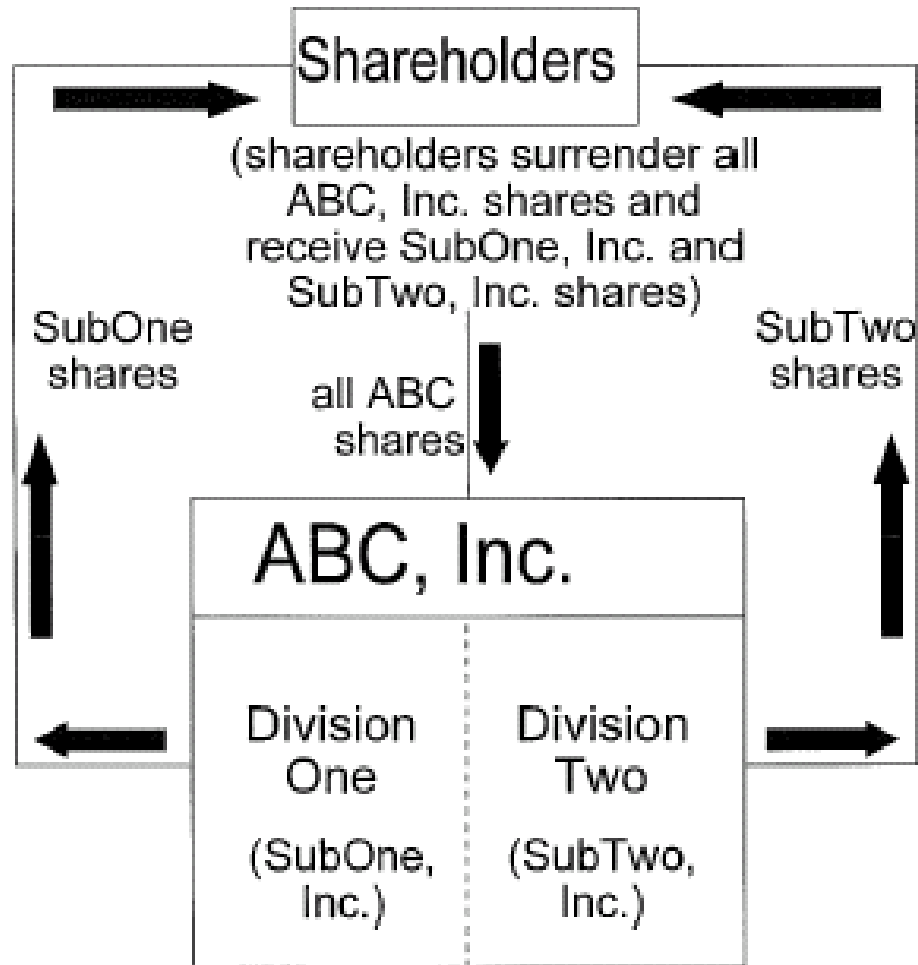 Shareholders
(shareholders surrender all
ABC, Inc. shares and
receive SubOne, Inc. and
SubTwo, Inc. shares)
SubOne
shares
SubTwo
shares
all ABC
shares
ABC, Inc.
Division
One
(SubOne,
Inc.)
Division
Two
(SubTwo,
Inc.)